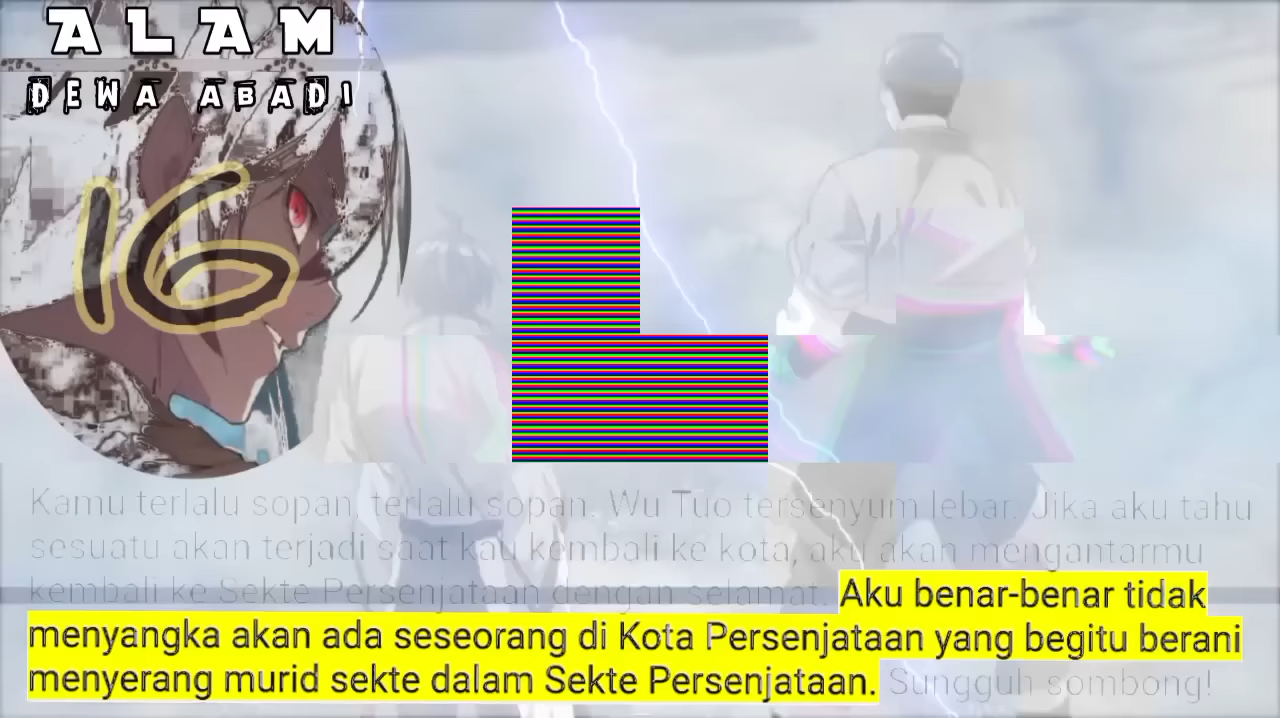 ALAM
DEWA ABADI
16
Kamu terlalu sopan, terlalu sopan. Wu Tuo tersenyum lebar. Jika aku tahu
sesuatu akan terjadi saat kau kembali ke kota, aku akan mengantarmu
kembali ke Sekte Persenjataan dengan selamat. Aku benar-benar tidak
menyangka akan ada seseorang di Kota Persenjataan yang begitu berani
menyerang murid sekte dalam Sekte Persenjataan. Sungguh sombong!